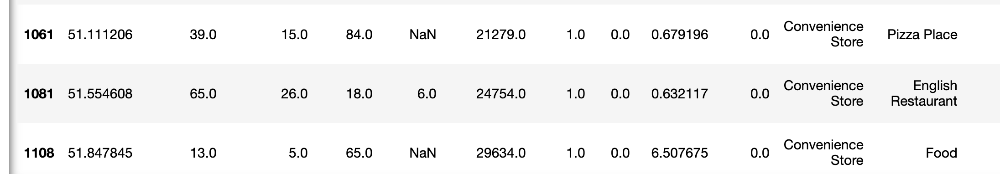 1061 51.111206 39.0 15.0 84.0 NaN 21279.0 1.0 0.0 0.679196 0.0 Convenience Store Pizza Place
1081 51.554608 65.0 26.0 18.0 6.0 24754.0 1.0 0.0 0.632117 0.0 Convenience Store English Restaurant
1108 51.847845 13.0 5.0 65.0 NaN 29634.0 1.0 0.0 6.507675 0.0 Convenience Store Food